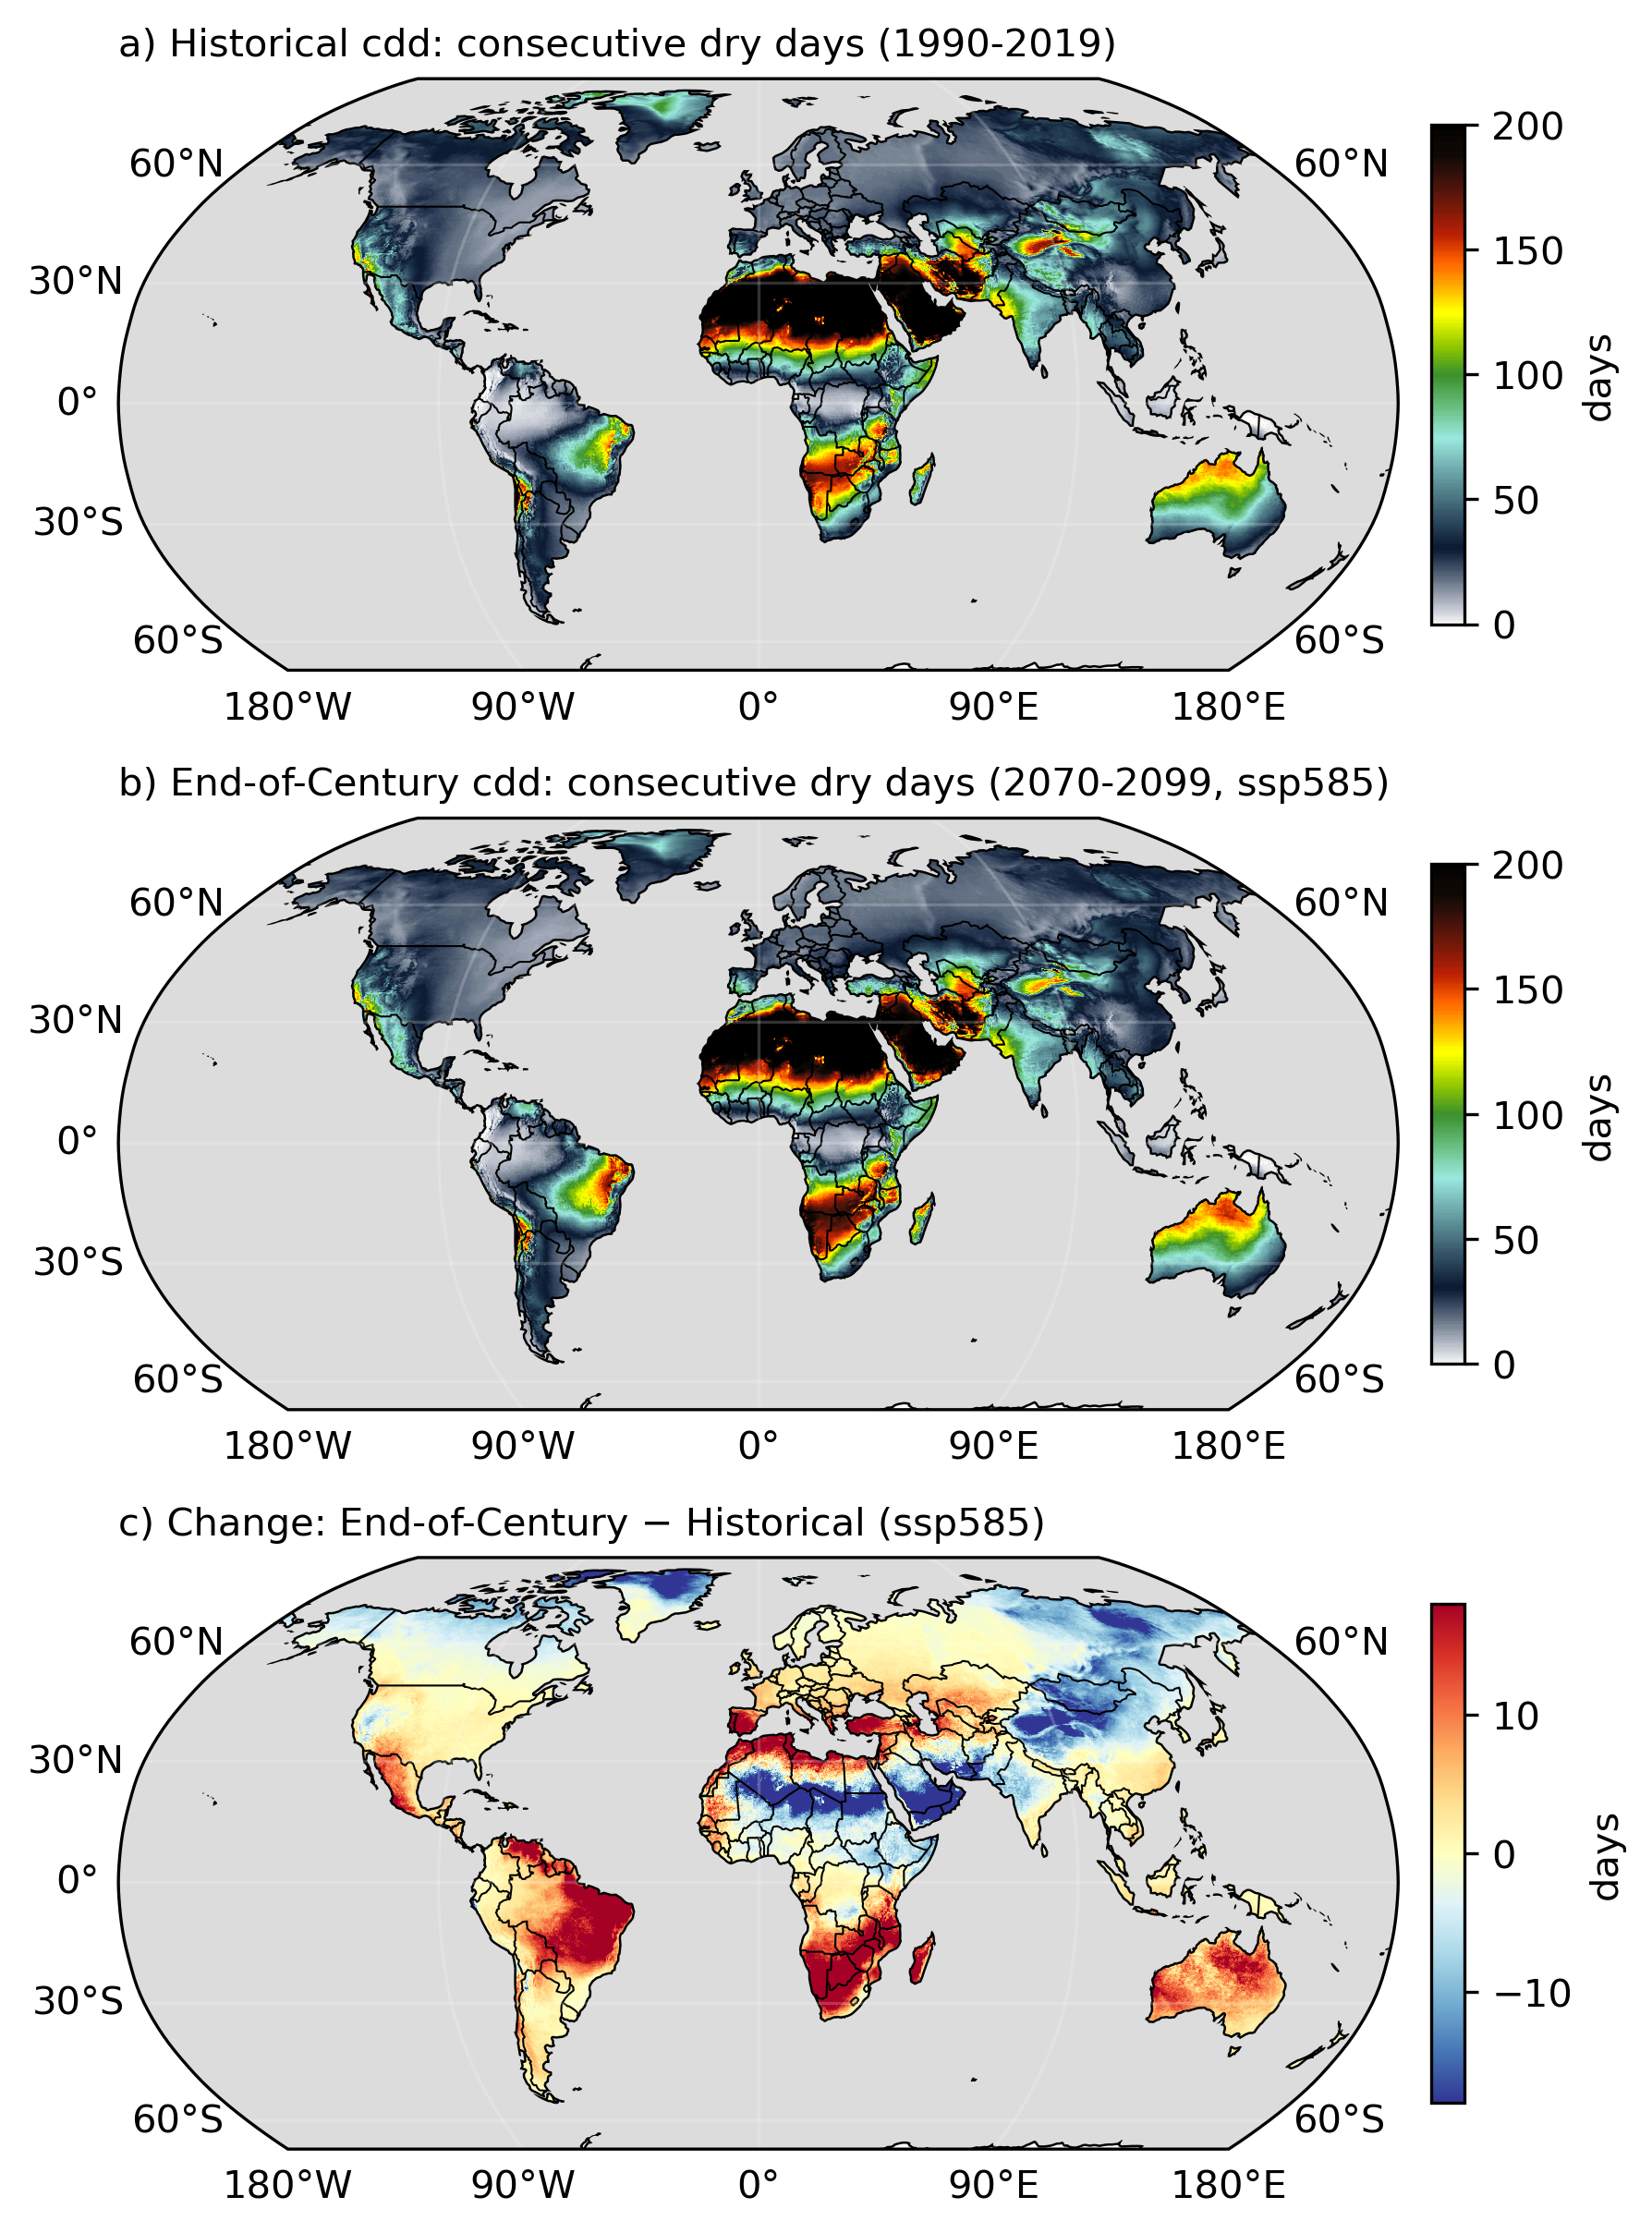 a) Historical cdd: consecutive dry days (1990-2019)
60°N
60°N
30°N
0°
30°S
60°S
60°S
180°W 90°W 0° 90°E 180°E
200
150
100
50
0
days
b) End-of-Century cdd: consecutive dry days (2070-2099, ssp585)
60°N
60°N
30°N
0°
30°S
60°S
60°S
180°W 90°W 0° 90°E 180°E
200
150
100
50
0
days
c) Change: End-of-Century − Historical (ssp585)
60°N
60°N
30°N
0°
30°S
60°S
60°S
180°W 90°W 0° 90°E 180°E
10
0
−10
days